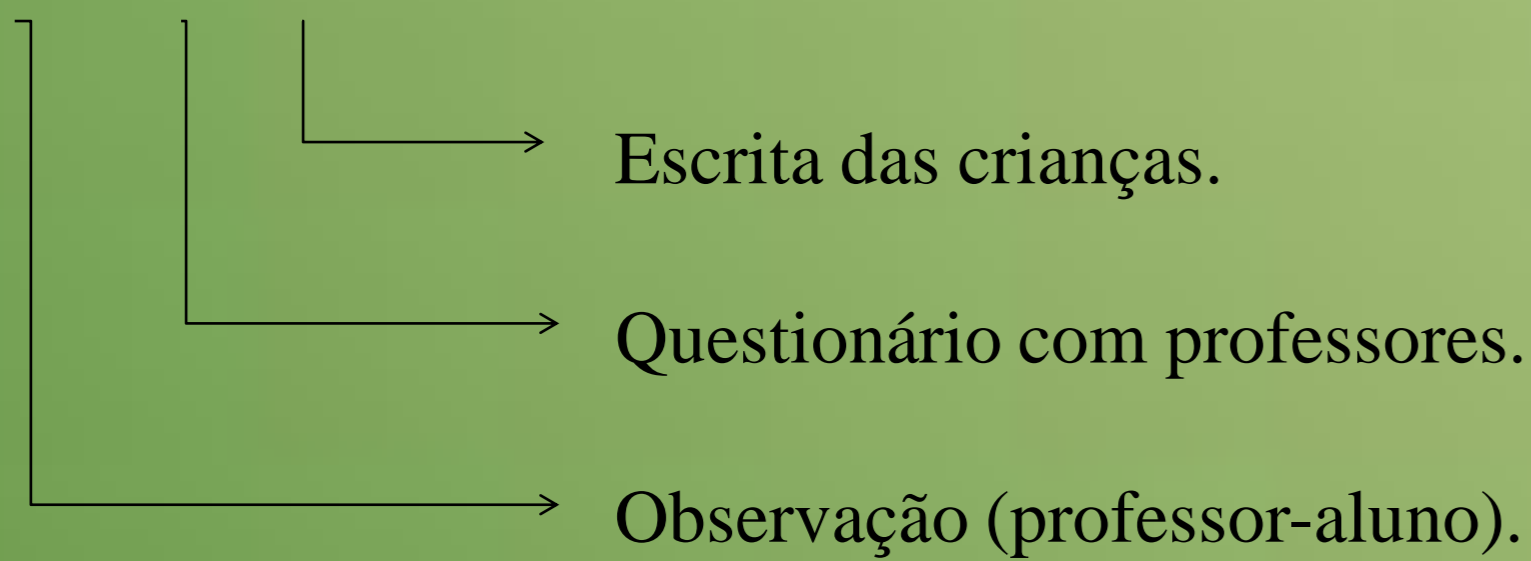 Escrita das crianças.
Questionário com professores.
Observação (professor-aluno).